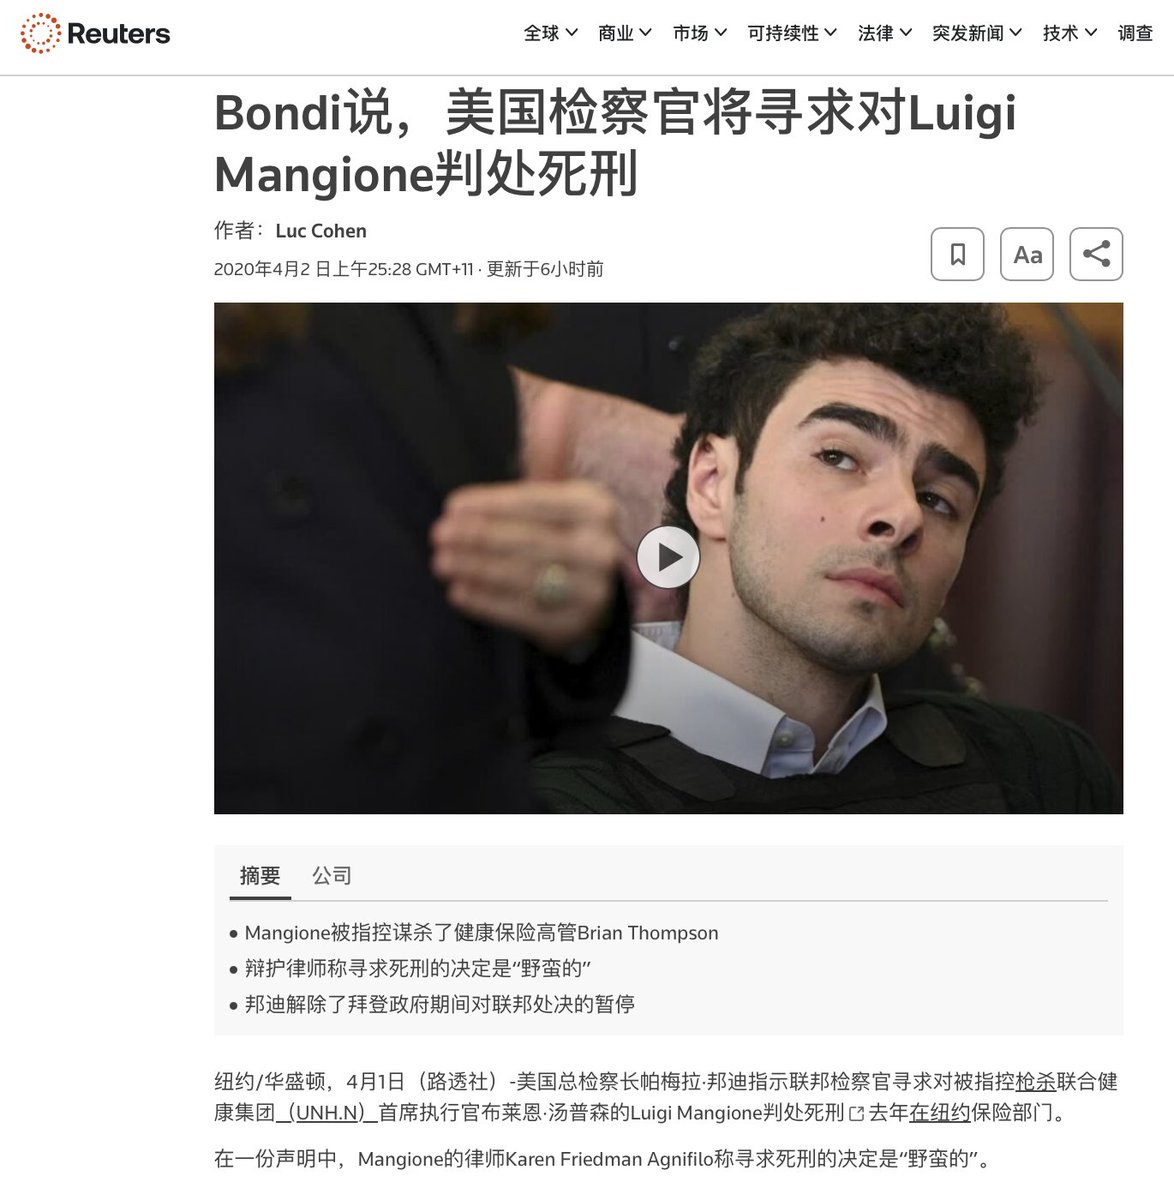 Reuters
全球 商业 市场 可持续性 法律 突发新闻 技术 调查
Bondi说，美国检察官将寻求对Luigi
Mangione判处死刑
作者：Luc Cohen
2020年4月2 日上午25:28 GMT+11 · 更新于6小时前
Aa
摘要 公司
• Mangione被指控谋杀了健康保险高管Brian Thompson
• 辩护律师称寻求死刑的决定是“野蛮的”
• 邦迪解除了拜登政府期间对联邦处决的暂停
纽约/华盛顿，4月1日（路透社）-美国总检察长帕梅拉·邦迪指示联邦检察官寻求对被指控枪杀联合健
康集团（UNH.N）首席执行官布莱恩·汤普森的Luigi Mangione判处死刑 去年在纽约保险部门。
在一份声明中，Mangione的律师Karen Friedman Agnifilo称寻求死刑的决定是“野蛮的”。